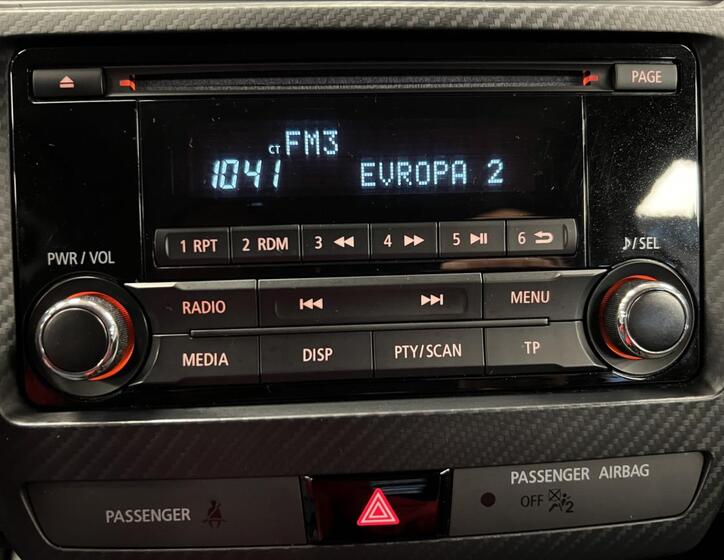 PAGE
CT FM3
1041 EVROPA 2
1 RPT 2 RDM 3 4 5 6
PWR / VOL
/SEL
RADIO MENU
MEDIA DISP PTY/SCAN TP
PASSENGER
PASSENGER AIRBAG
OFF 2